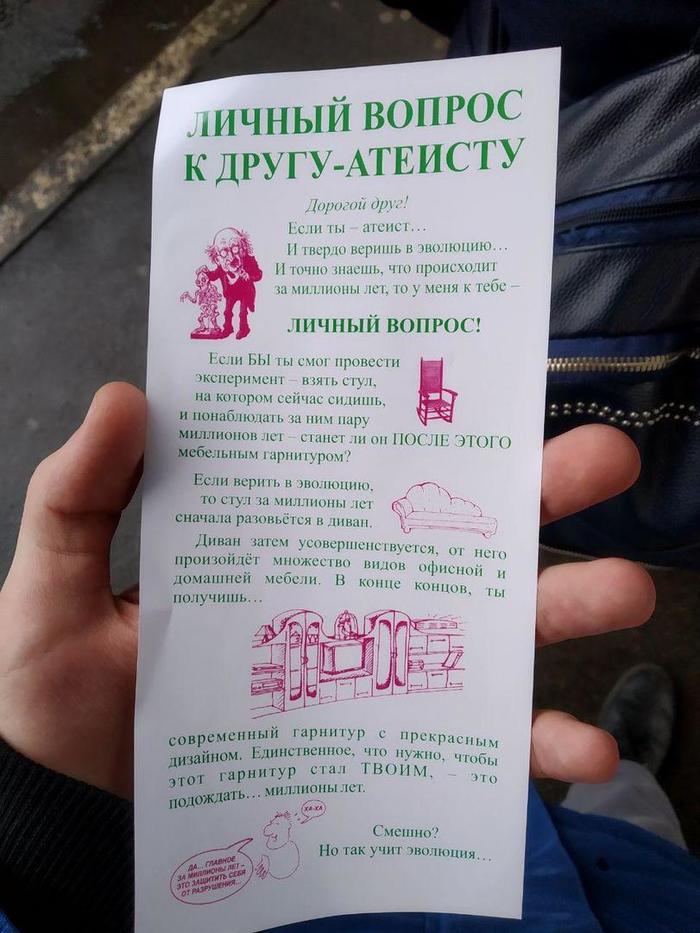 ЛИЧНЫЙ ВОПРОС
К ДРУГУ-АТЕИСТУ
Дорогой друг!
Если ты – атеист…
И твердо веришь в эволюцию…
И точно знаешь, что происходит
за миллионы лет, то у меня к тебе –
ЛИЧНЫЙ ВОПРОС!
Если БЫ ты смог провести
эксперимент – взять стул,
на котором сейчас сидишь,
и понаблюдать за ним пару
миллионов лет – станет ли он ПОСЛЕ ЭТОГО
мебельным гарнитуром?
Если верить в эволюцию,
то стул за миллионы лет
сначала разовьётся в диван.
Диван затем усовершенствуется, от него
произойдёт множество видов офисной и
домашней мебели. В конце концов, ты
получишь…
современный гарнитур с прекрасным
дизайном. Единственное, что нужно, чтобы
этот гарнитур стал ТВОИМ, – это
подождать… миллионы лет.
ХА-ХА
ДА... ГЛАВНОЕ
ЗА МИЛЛИОНЫ ЛЕТ –
ЭТО ЗАЩИТИТЬ СЕБЯ
ОТ РАЗРУШЕНИЯ...
Смешно?
Но так учит эволюция…